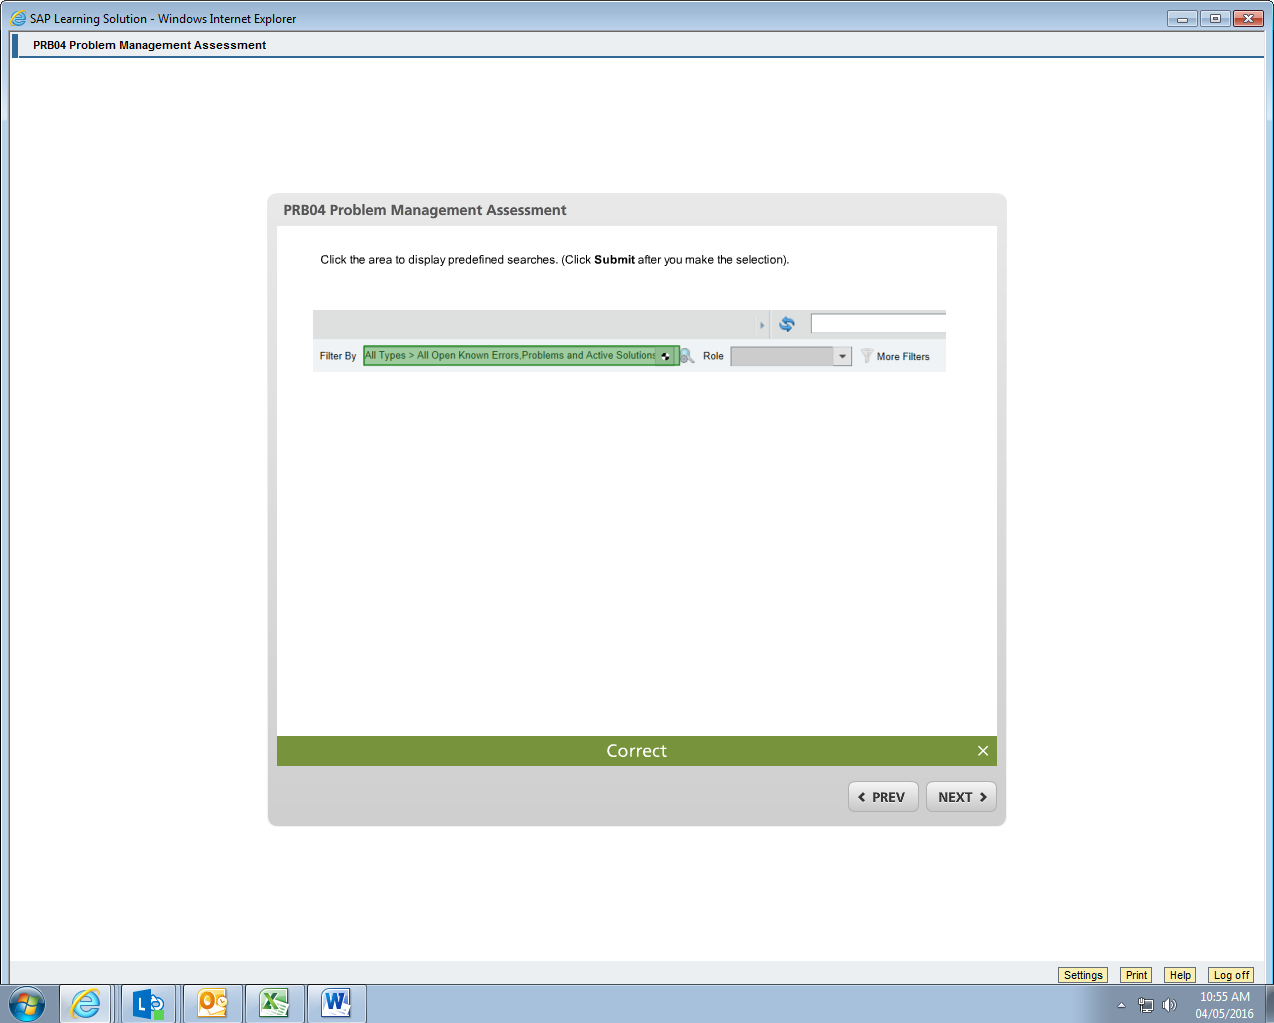 SAP Learning Solution - Windows Internet Explorer
PRB04 Problem Management Assessment
PRB04 Problem Management Assessment
Click the area to display predefined searches. (Click Submit after you make the selection).
Filter By All Types > All Open Known Errors,Problems and Active Solutions Role More Filters
Correct
PREV NEXT
Settings Print Help Log off
10:55 AM
04/05/2016